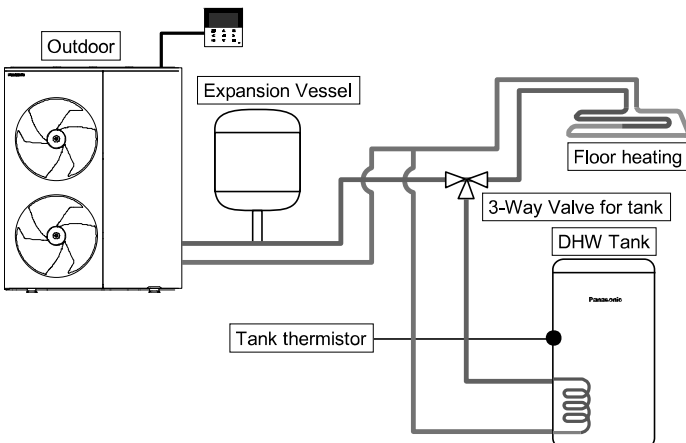 Outdoor
Expansion Vessel
Floor heating
3-Way Valve for tank
DHW Tank
Panasonic
Tank thermistor